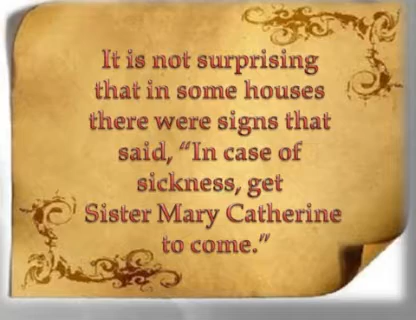 It is not surprising
that in some houses
there were signs that
said, “In case of
sickness, get
Sister Mary Catherine
to come.”